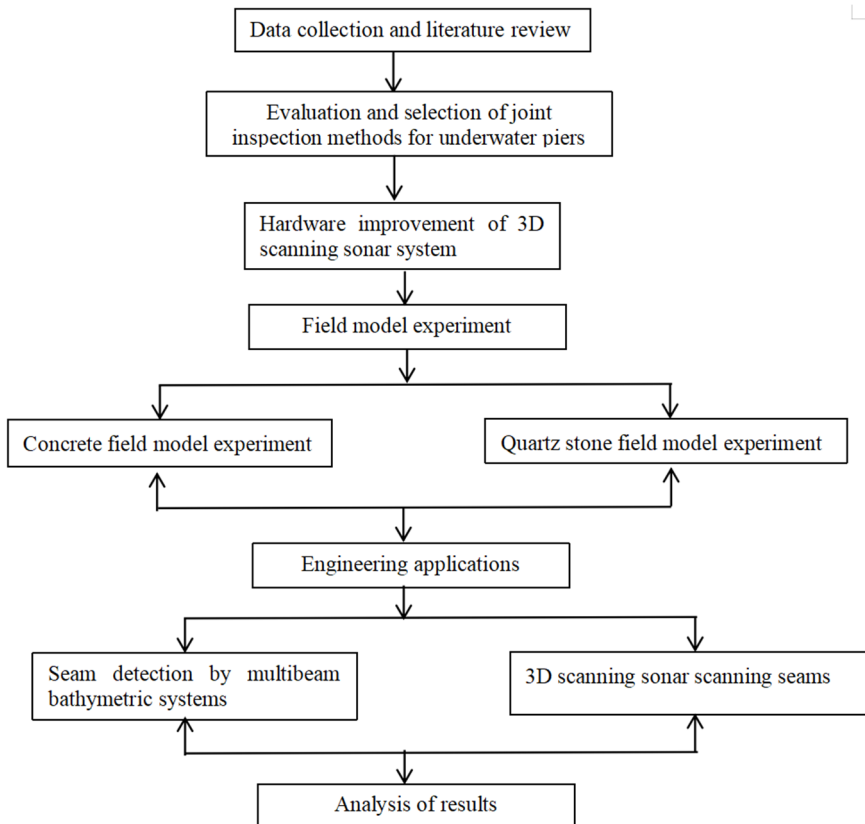 Data collection and literature review
Evaluation and selection of joint
inspection methods for underwater piers
Hardware improvement of 3D
scanning sonar system
Field model experiment
Concrete field model experiment
Quartz stone field model experiment
Engineering applications
Seam detection by multibeam
bathymetric systems
3D scanning sonar scanning seams
Analysis of results